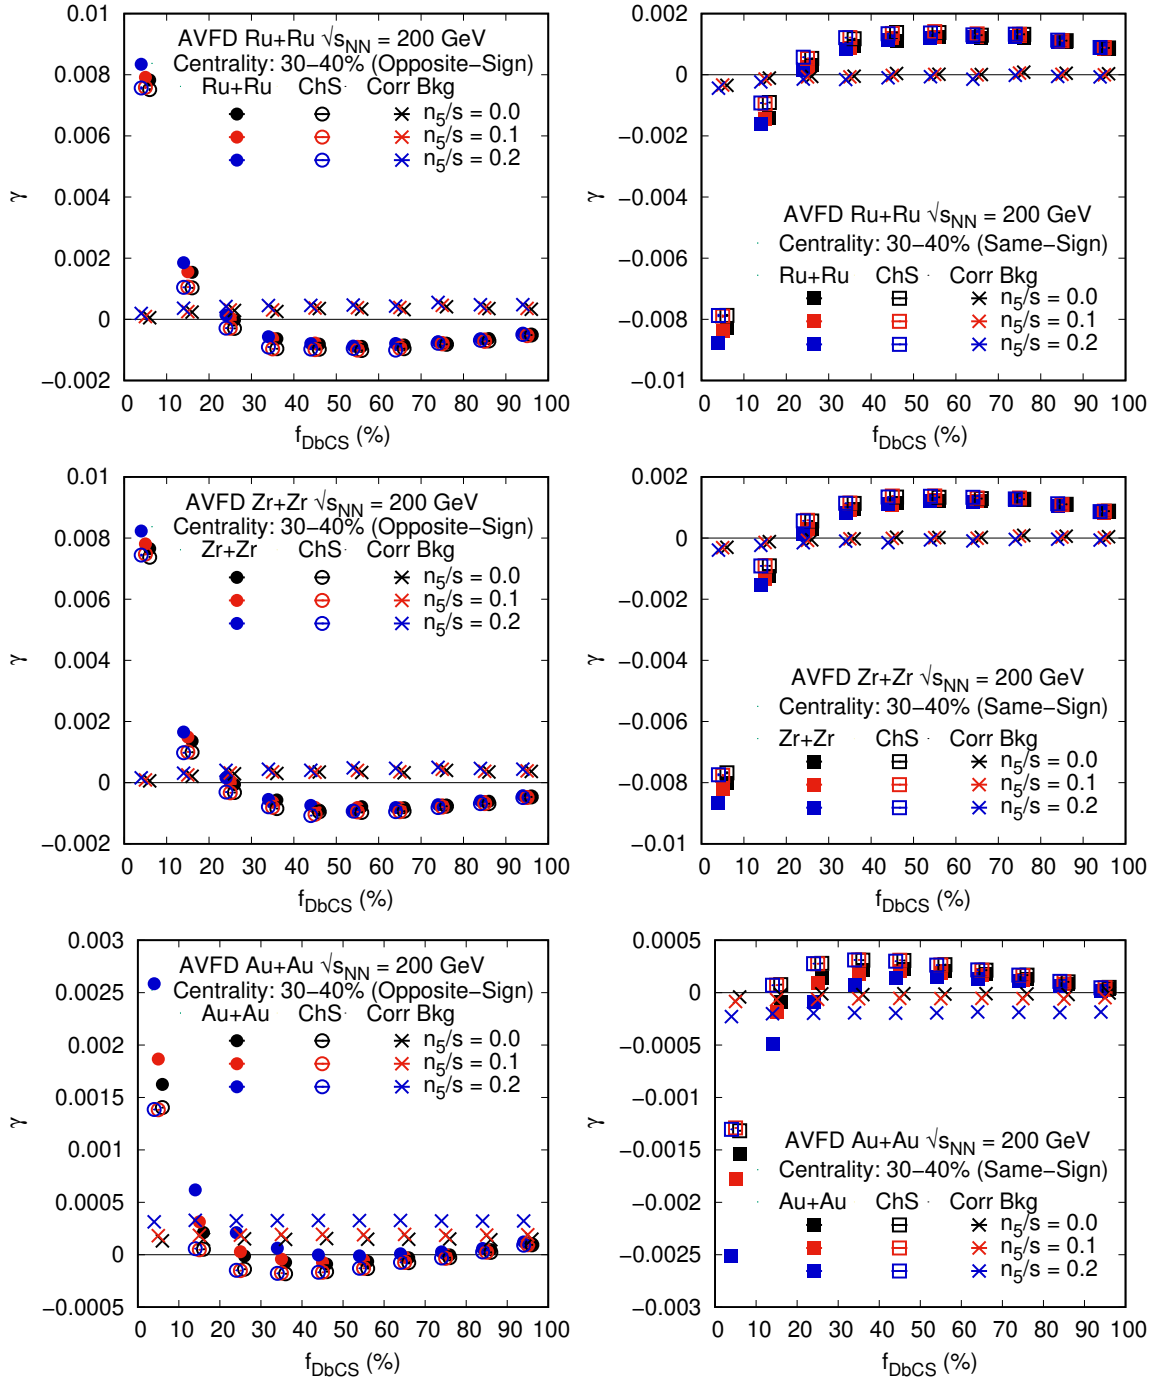 0.01
0.008
0.006
0.004
0.002
0
−0.002
γ
AVFD Ru+Ru √sNN = 200 GeV
Centrality: 30−40% (Opposite−Sign)
Ru+Ru ChS Corr Bkg
n5/s = 0.0
n5/s = 0.1
n5/s = 0.2
0 10 20 30 40 50 60 70 80 90 100
fDbCS (%)
0.002
0
−0.002
−0.004
−0.006
−0.008
−0.01
γ
AVFD Ru+Ru √sNN = 200 GeV
Centrality: 30−40% (Same−Sign)
Ru+Ru ChS Corr Bkg
n5/s = 0.0
n5/s = 0.1
n5/s = 0.2
0 10 20 30 40 50 60 70 80 90 100
fDbCS (%)
0.01
0.008
0.006
0.004
0.002
0
−0.002
γ
AVFD Zr+Zr √sNN = 200 GeV
Centrality: 30−40% (Opposite−Sign)
Zr+Zr ChS Corr Bkg
n5/s = 0.0
n5/s = 0.1
n5/s = 0.2
0 10 20 30 40 50 60 70 80 90 100
fDbCS (%)
0.002
0
−0.002
−0.004
−0.006
−0.008
−0.01
γ
AVFD Zr+Zr √sNN = 200 GeV
Centrality: 30−40% (Same−Sign)
Zr+Zr ChS Corr Bkg
n5/s = 0.0
n5/s = 0.1
n5/s = 0.2
0 10 20 30 40 50 60 70 80 90 100
fDbCS (%)
0.003
0.0025
0.002
0.0015
0.001
0.0005
0
−0.0005
γ
AVFD Au+Au √sNN = 200 GeV
Centrality: 30−40% (Opposite−Sign)
Au+Au ChS Corr Bkg
n5/s = 0.0
n5/s = 0.1
n5/s = 0.2
0 10 20 30 40 50 60 70 80 90 100
fDbCS (%)
0.0005
0
−0.0005
−0.001
−0.0015
−0.002
−0.0025
−0.003
γ
AVFD Au+Au √sNN = 200 GeV
Centrality: 30−40% (Same−Sign)
Au+Au ChS Corr Bkg
n5/s = 0.0
n5/s = 0.1
n5/s = 0.2
0 10 20 30 40 50 60 70 80 90 100
fDbCS (%)